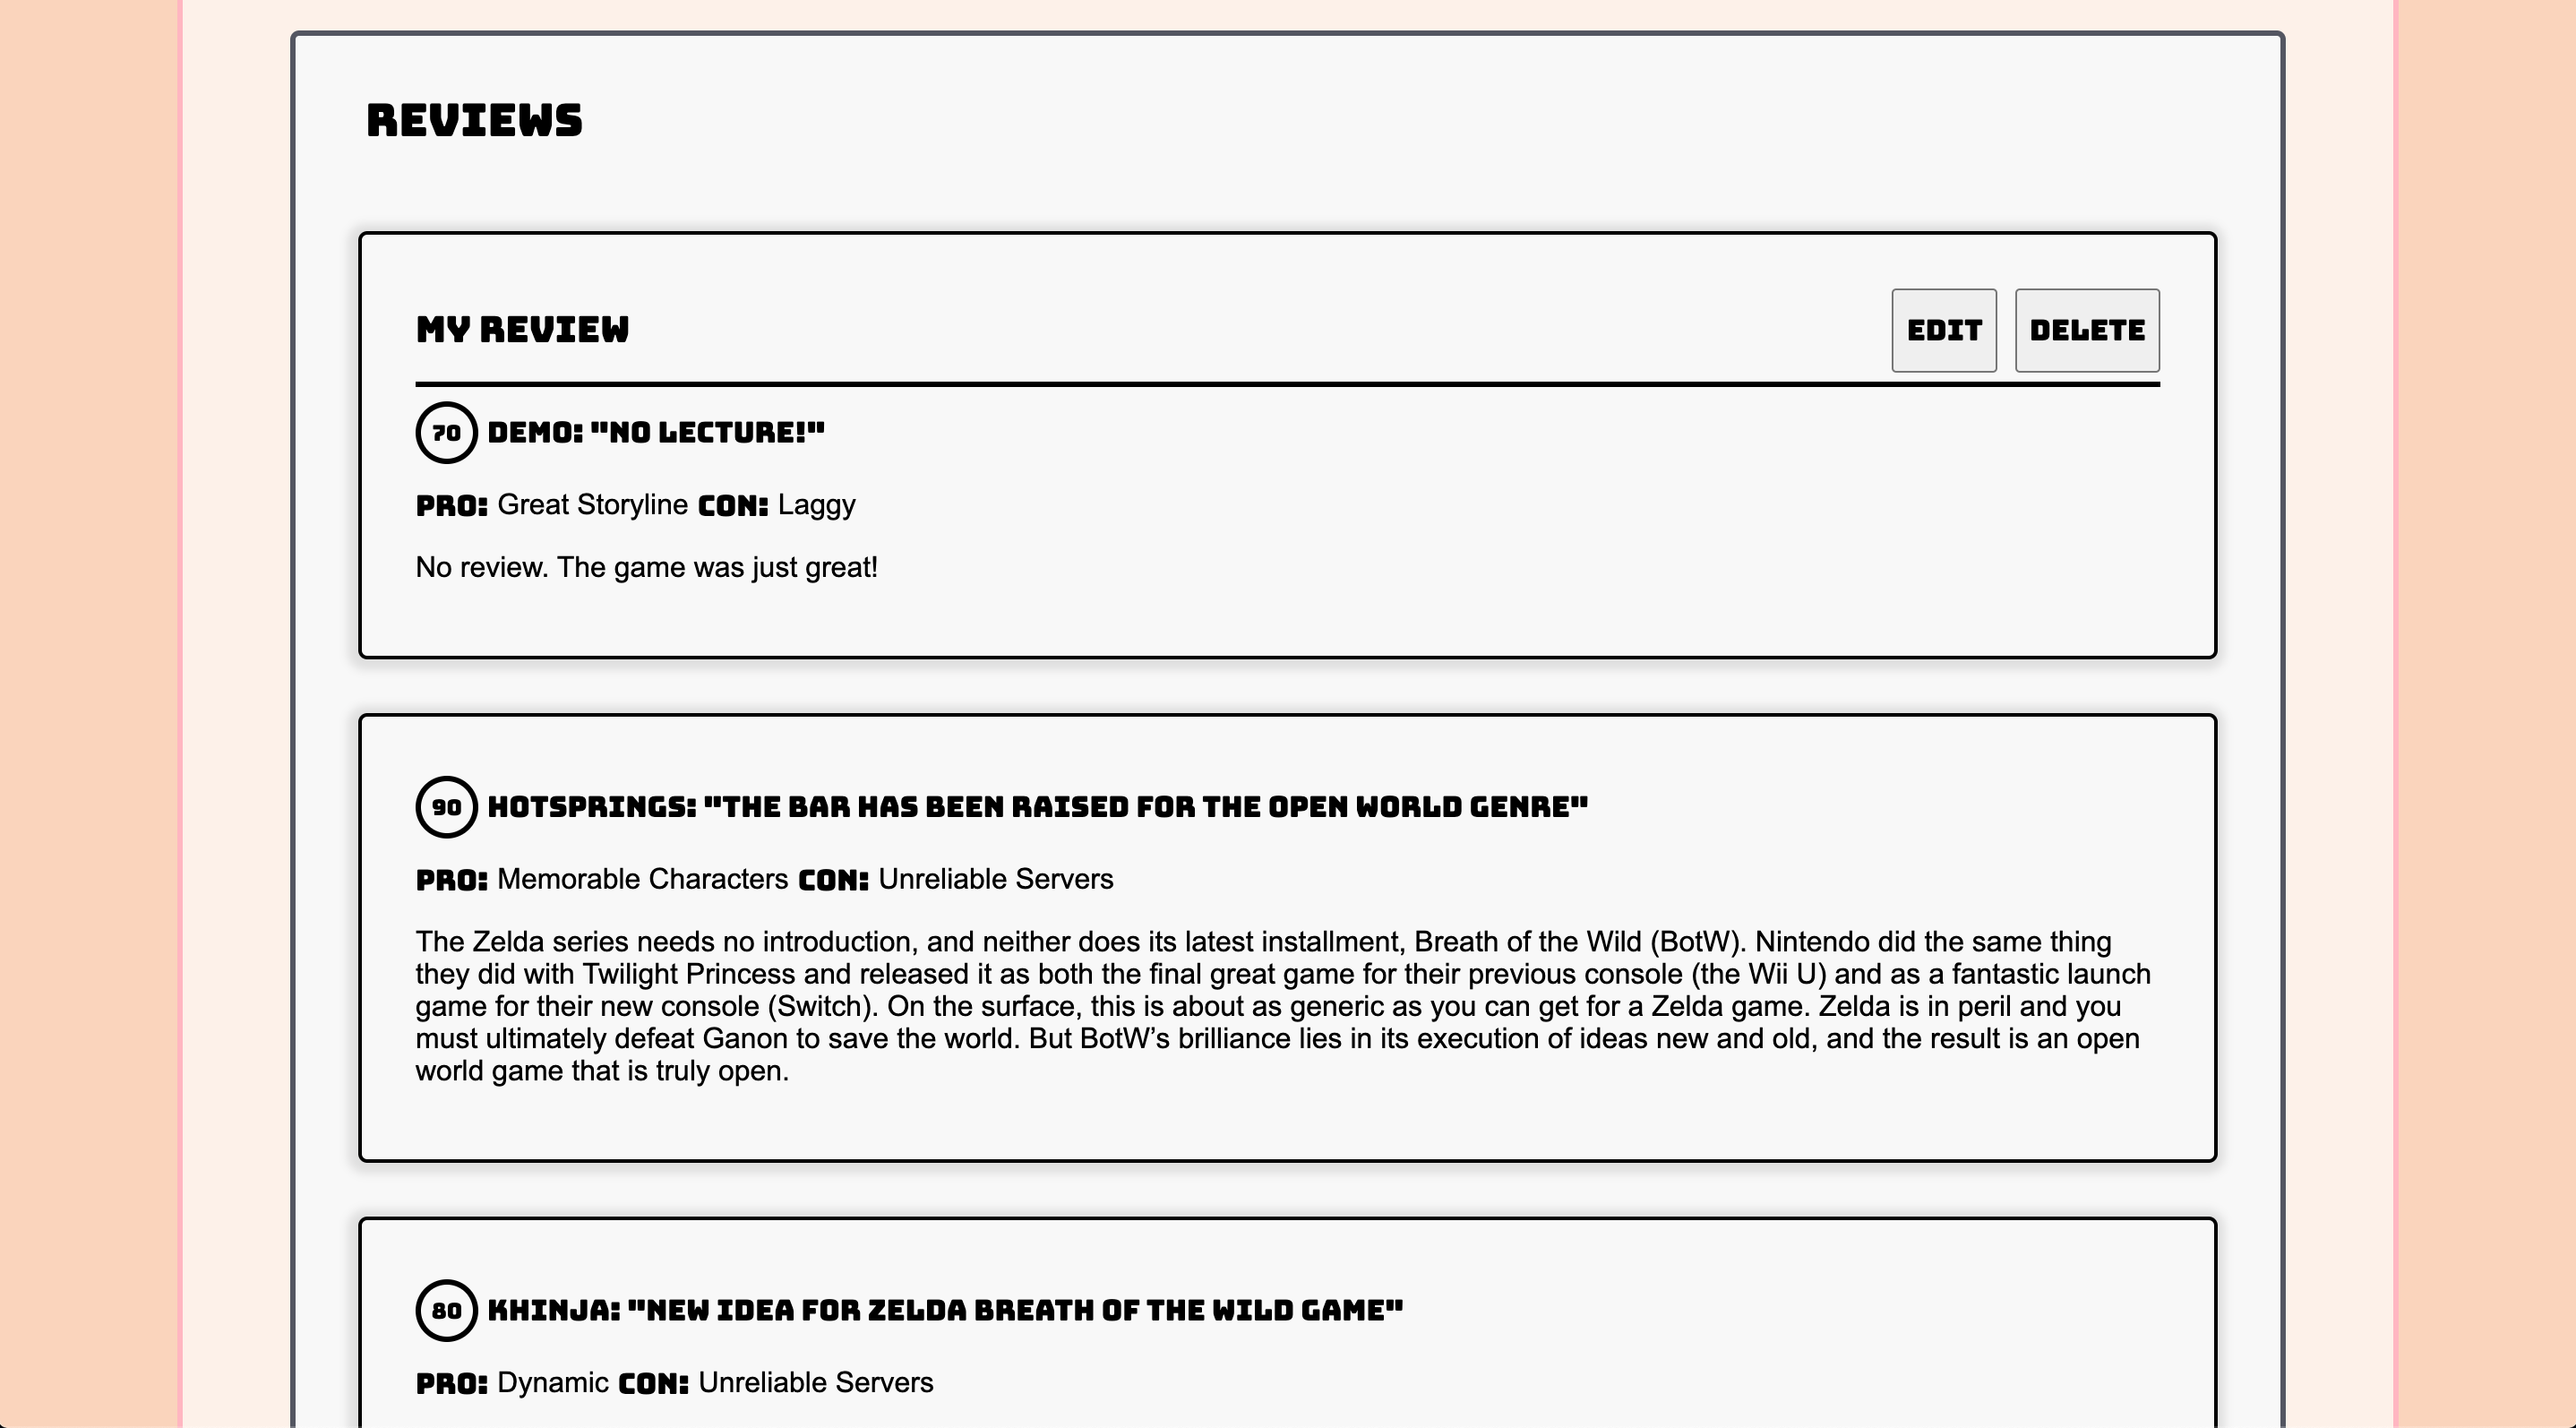 REVIEWS
MY REVIEW
EDIT
DELETE
70 DEMO: "NO LECTURE!"
PRO: Great Storyline CON: Laggy
No review. The game was just great!
90 HOTSPRINGS: "THE BAR HAS BEEN RAISED FOR THE OPEN WORLD GENRE"
PRO: Memorable Characters CON: Unreliable Servers
The Zelda series needs no introduction, and neither does its latest installment, Breath of the Wild (BotW). Nintendo did the same thing
they did with Twilight Princess and released it as both the final great game for their previous console (the Wii U) and as a fantastic launch
game for their new console (Switch). On the surface, this is about as generic as you can get for a Zelda game. Zelda is in peril and you
must ultimately defeat Ganon to save the world. But BotW’s brilliance lies in its execution of ideas new and old, and the result is an open
world game that is truly open.
80 KHINJA: "NEW IDEA FOR ZELDA BREATH OF THE WILD GAME"
PRO: Dynamic CON: Unreliable Servers